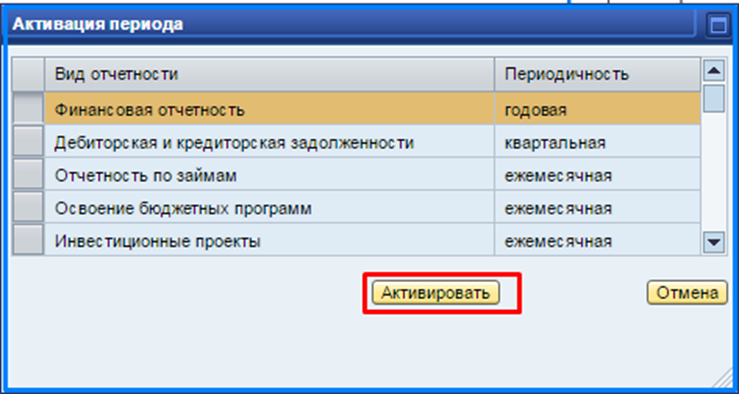 Активация периода
Вид отчетности Периодичность
Финансовая отчетность годовая
Дебиторская и кредиторская задолженности квартальная
Отчетность по займам ежемесячная
Освоение бюджетных программ ежемесячная
Инвестиционные проекты ежемесячная
Активировать Отмена